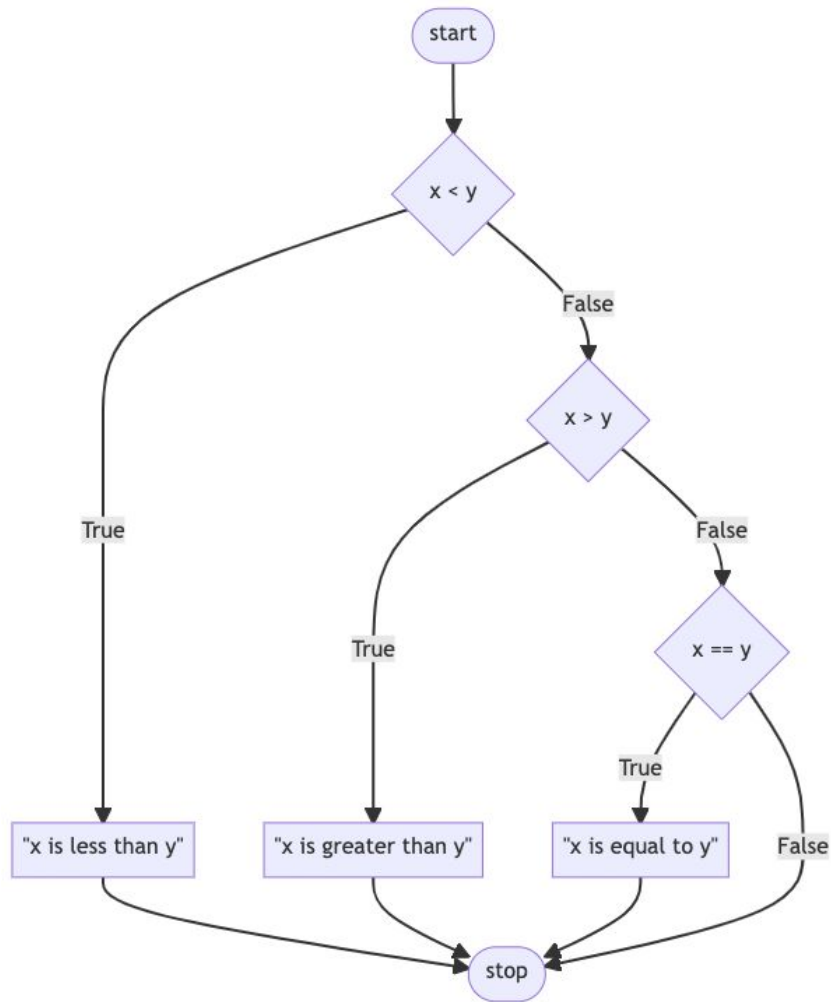 start
x < y
False
x > y
True
False
True
x == y
True
"x is less than y"
"x is greater than y"
"x is equal to y"
False
stop